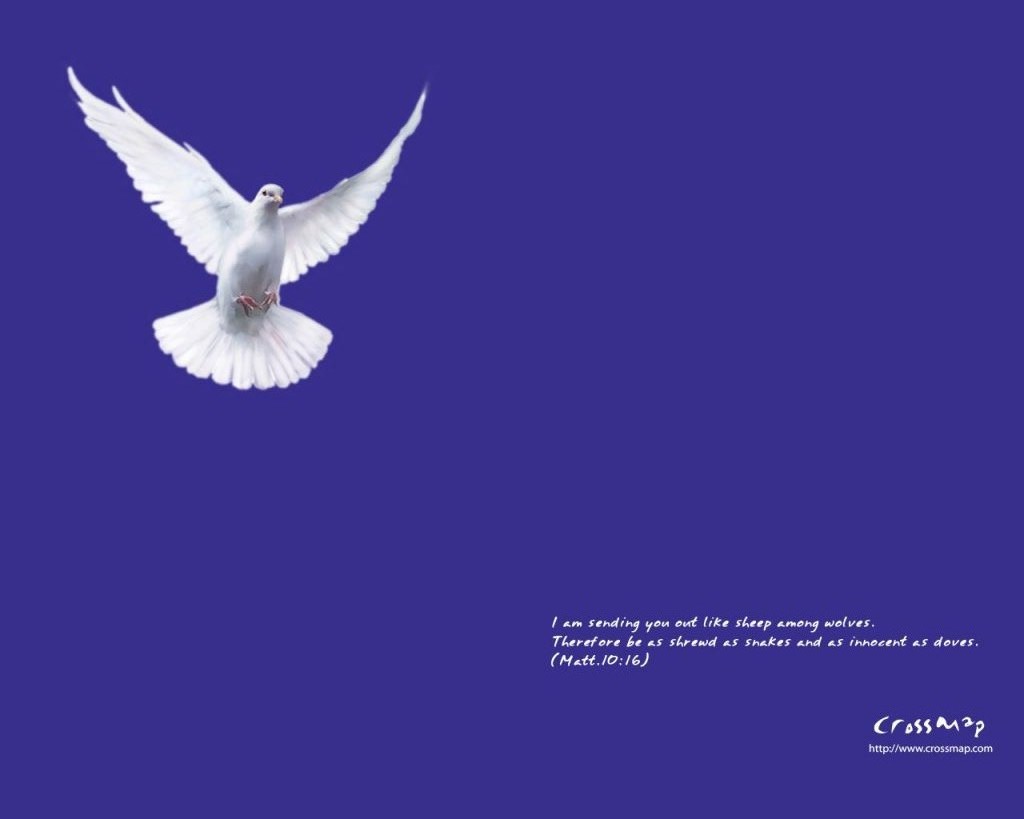 I am sending you out like sheep among wolves.
Therefore be as shrewd as snakes and as innocent as doves.
(Matt.10:16)
CrossMap
http://www.crossmap.com